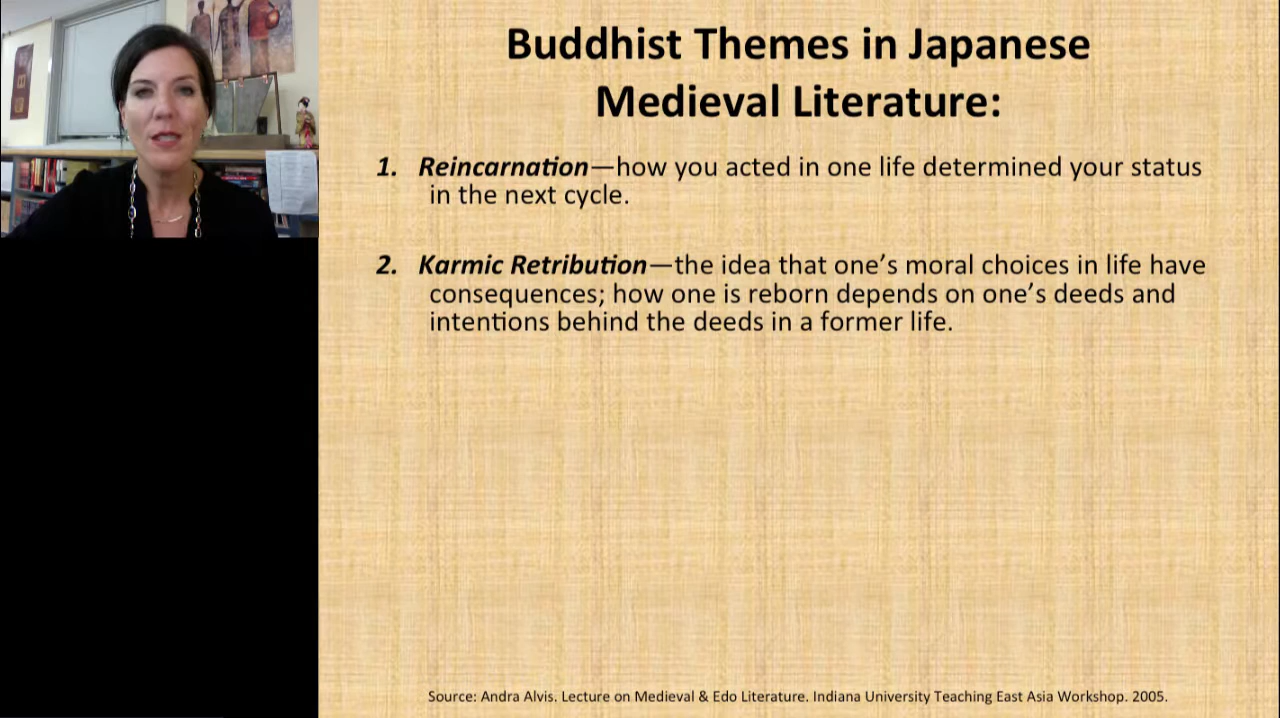 Buddhist Themes in Japanese
Medieval Literature:
1. Reincarnation—how you acted in one life determined your status
in the next cycle.
2. Karmic Retribution—the idea that one’s moral choices in life have
consequences; how one is reborn depends on one’s deeds and
intentions behind the deeds in a former life.
Source: Andra Alvis. Lecture on Medieval & Edo Literature. Indiana University Teaching East Asia Workshop. 2005.